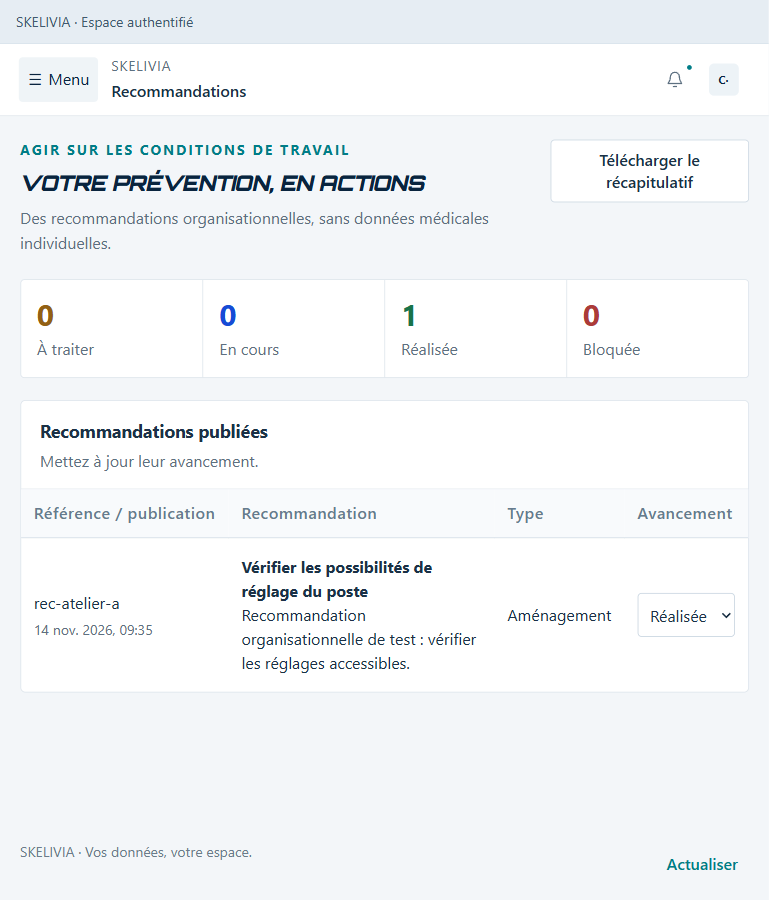 SKELIVIA · Espace authentifié
☰ Menu
SKELIVIA
Recommandations
C·
AGIR SUR LES CONDITIONS DE TRAVAIL
VOTRE PRÉVENTION, EN ACTIONS
Des recommandations organisationnelles, sans données médicales
individuelles.
Télécharger le
récapitulatif
0
À traiter
0
En cours
1
Réalisée
0
Bloquée
Recommandations publiées
Mettez à jour leur avancement.
Référence / publication
Recommandation
Type
Avancement
rec-atelier-a
14 nov. 2026, 09:35
Vérifier les possibilités de
réglage du poste
Recommandation
organisationnelle de test : vérifier
les réglages accessibles.
Aménagement
Réalisée
SKELIVIA · Vos données, votre espace.
Actualiser